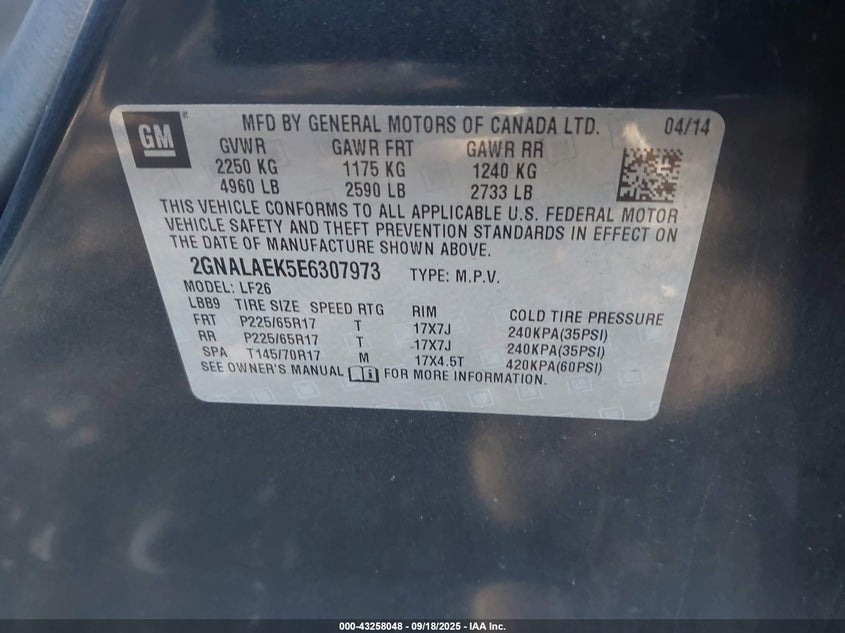 GM
MFD BY GENERAL MOTORS OF CANADA LTD. 04/14
GVWR GAWR FRT GAWR RR
2250 KG 1175 KG 1240 KG
4960 LB 2590 LB 2733 LB
THIS VEHICLE CONFORMS TO ALL APPLICABLE U.S. FEDERAL MOTOR
VEHICLE SAFETY AND THEFT PREVENTION STANDARDS IN EFFECT ON
THE DATE OF MANUFACTURE SHOWN ABOVE.
2GNALAEK5E6307973 TYPE: M.P.V.
MODEL: LF26
LBB9 TIRE SIZE SPEED RTG RIM COLD TIRE PRESSURE
FRT P225/65R17 T 17X7J 240KPA(35PSI)
RR P225/65R17 T 17X7J 240KPA(35PSI)
SPA T145/70R17 M 17X4.5T 420KPA(60PSI)
SEE OWNER'S MANUAL FOR MORE INFORMATION.
000-43258048 - 09/18/2025 - IAA Inc.